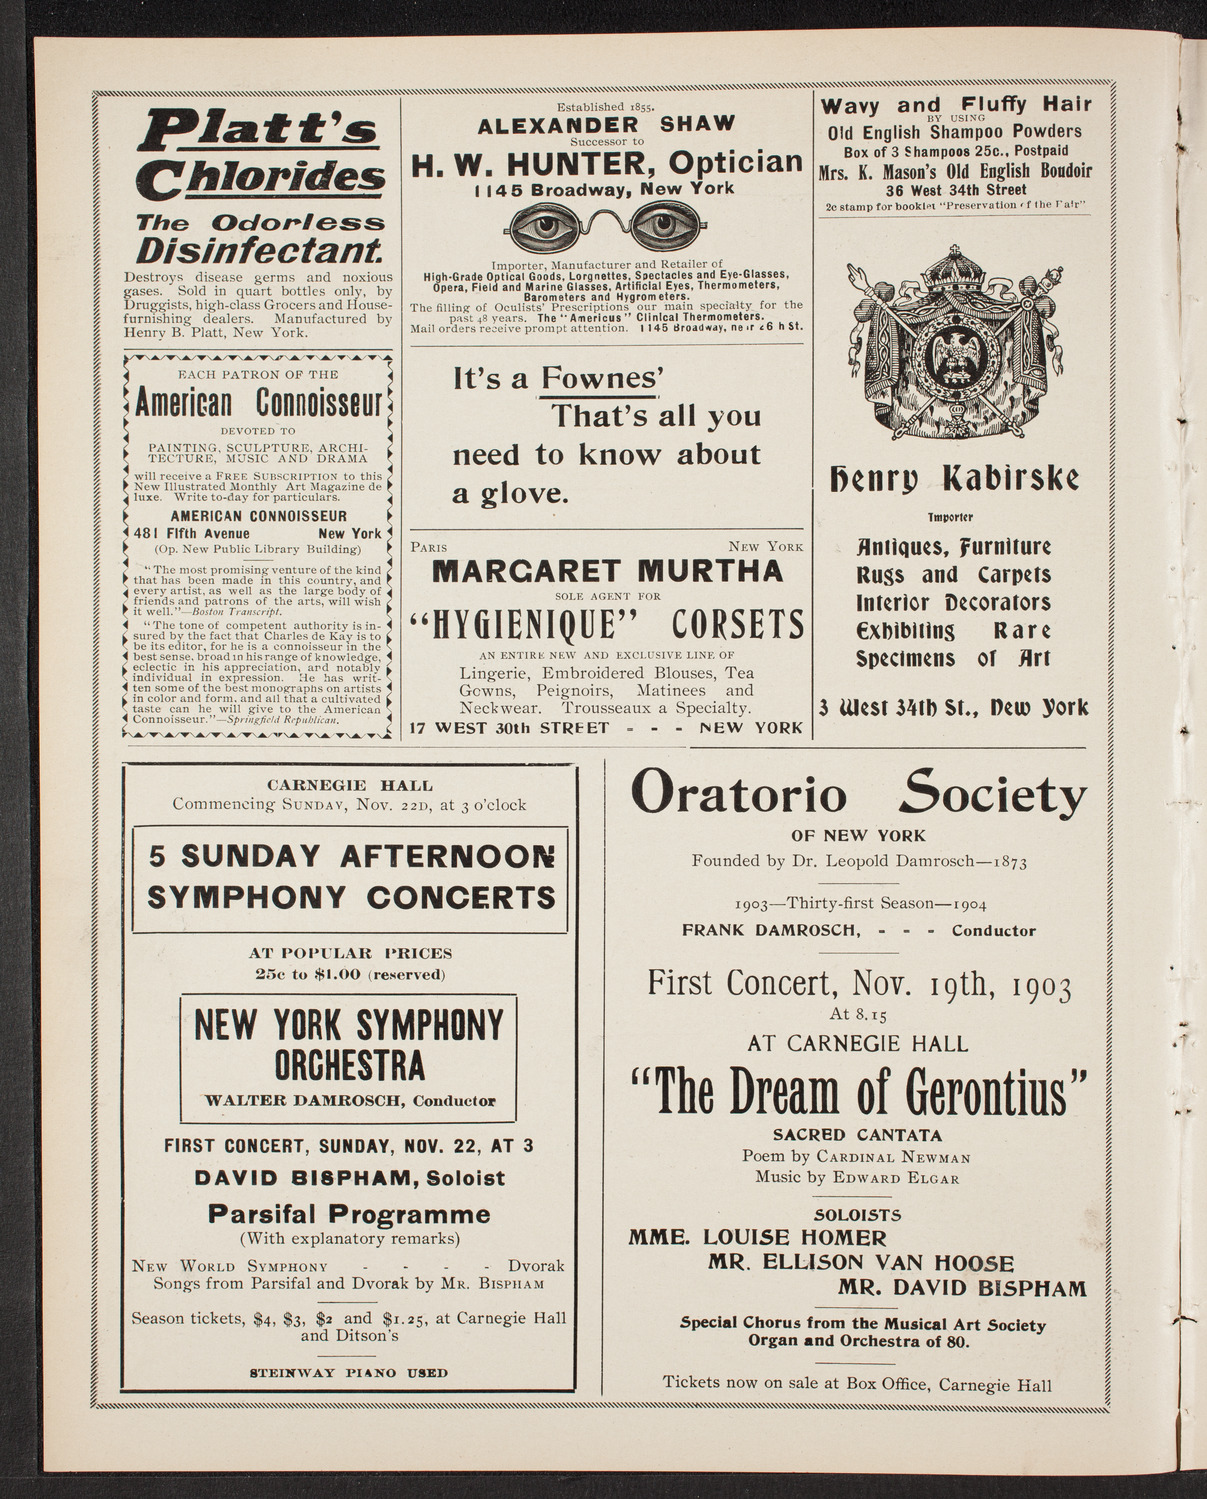 Platt's
Chlorides
The Odorless
Disinfectant.
Destroys disease germs and noxious
gases. Sold in quart bottles only, by
Druggists, high-class Grocers and House-
furnishing dealers. Manufactured by
Henry B. Platt, New York.
EACH PATRON OF THE
American Connoisseur
DEVOTED TO
PAINTING, SCULPTURE, ARCHI-
TECTURE, MUSIC AND DRAMA
will receive a FREE SUBSCRIPTION to this
New Illustrated Monthly Art Magazine de
luxe. Write to-day for particulars.
AMERICAN CONNOISSEUR
481 Fifth Avenue New York
(Op. New Public Library Building)
"The most promising venture of the kind
that has been made in this country, and
every artist, as well as the large body of
friends and patrons of the arts, will wish
it well."—Boston Transcript.
"The tone of competent authority is in-
sured by the fact that Charles de Kay is to
be its editor, for he is a connoisseur in the
best sense, broad in his range of knowledge,
eclectic in his appreciation, and notably
individual in expression. He has writ-
ten some of the best monographs on artists
in color and form, and all that a cultivated
taste can he will give to the American
Connoisseur."—Springfield Republican.
Established 1855.
ALEXANDER SHAW
Successor to
H. W. HUNTER, Optician
1145 Broadway, New York
Importer, Manufacturer and Retailer of
High-Grade Optical Goods, Lorgnettes, Spectacles and Eye-Glasses,
Opera, Field and Marine Glasses, Artificial Eyes, Thermometers,
Barometers and Hygrometers.
The filling of Oculists' Prescriptions our main specialty for the
past 48 years. The "Americus" Clinical Thermometers.
Mail orders receive prompt attention. 1145 Broadway, near 26th St.
It's a Fownes'
That's all you
need to know about
a glove.
PARIS NEW YORK
MARGARET MURTHA
SOLE AGENT FOR
"HYGIENIQUE" CORSETS
AN ENTIRE NEW AND EXCLUSIVE LINE OF
Lingerie, Embroidered Blouses, Tea
Gowns, Peignoirs, Matinees and
Neckwear. Trousseaux a Specialty.
17 WEST 30th STREET - - - NEW YORK
Wavy and Fluffy Hair
BY USING
Old English Shampoo Powders
Box of 3 Shampoos 25c., Postpaid
Mrs. K. Mason's Old English Boudoir
36 West 34th Street
2c stamp for booklet "Preservation of the Hair"
Henry Kabirske
Importer
Antiques, Furniture
Rugs and Carpets
Interior Decorators
Exhibiting Rare
Specimens of Art
3 West 34th St., New York
CARNEGIE HALL
Commencing SUNDAY, Nov. 22D, at 3 o'clock
5 SUNDAY AFTERNOON
SYMPHONY CONCERTS
AT POPULAR PRICES
25c to $1.00 (reserved)
NEW YORK SYMPHONY
ORCHESTRA
WALTER DAMROSCH, Conductor
FIRST CONCERT, SUNDAY, NOV. 22, AT 3
DAVID BISPHAM, Soloist
Parsifal Programme
(With explanatory remarks)
NEW WORLD SYMPHONY - - - - Dvorak
Songs from Parsifal and Dvorak by MR. BISPHAM
Season tickets, $4, $3, $2 and $1.25, at Carnegie Hall
and Ditson's
STEINWAY PIANO USED
Oratorio Society
OF NEW YORK
Founded by Dr. Leopold Damrosch—1873
1903—Thirty-first Season—1904
FRANK DAMROSCH, - - - Conductor
First Concert, Nov. 19th, 1903
At 8.15
AT CARNEGIE HALL
"The Dream of Gerontius"
SACRED CANTATA
Poem by CARDINAL NEWMAN
Music by EDWARD ELGAR
SOLOISTS
MME. LOUISE HOMER
MR. ELLISON VAN HOOSE
MR. DAVID BISPHAM
Special Chorus from the Musical Art Society
Organ and Orchestra of 80.
Tickets now on sale at Box Office, Carnegie Hall